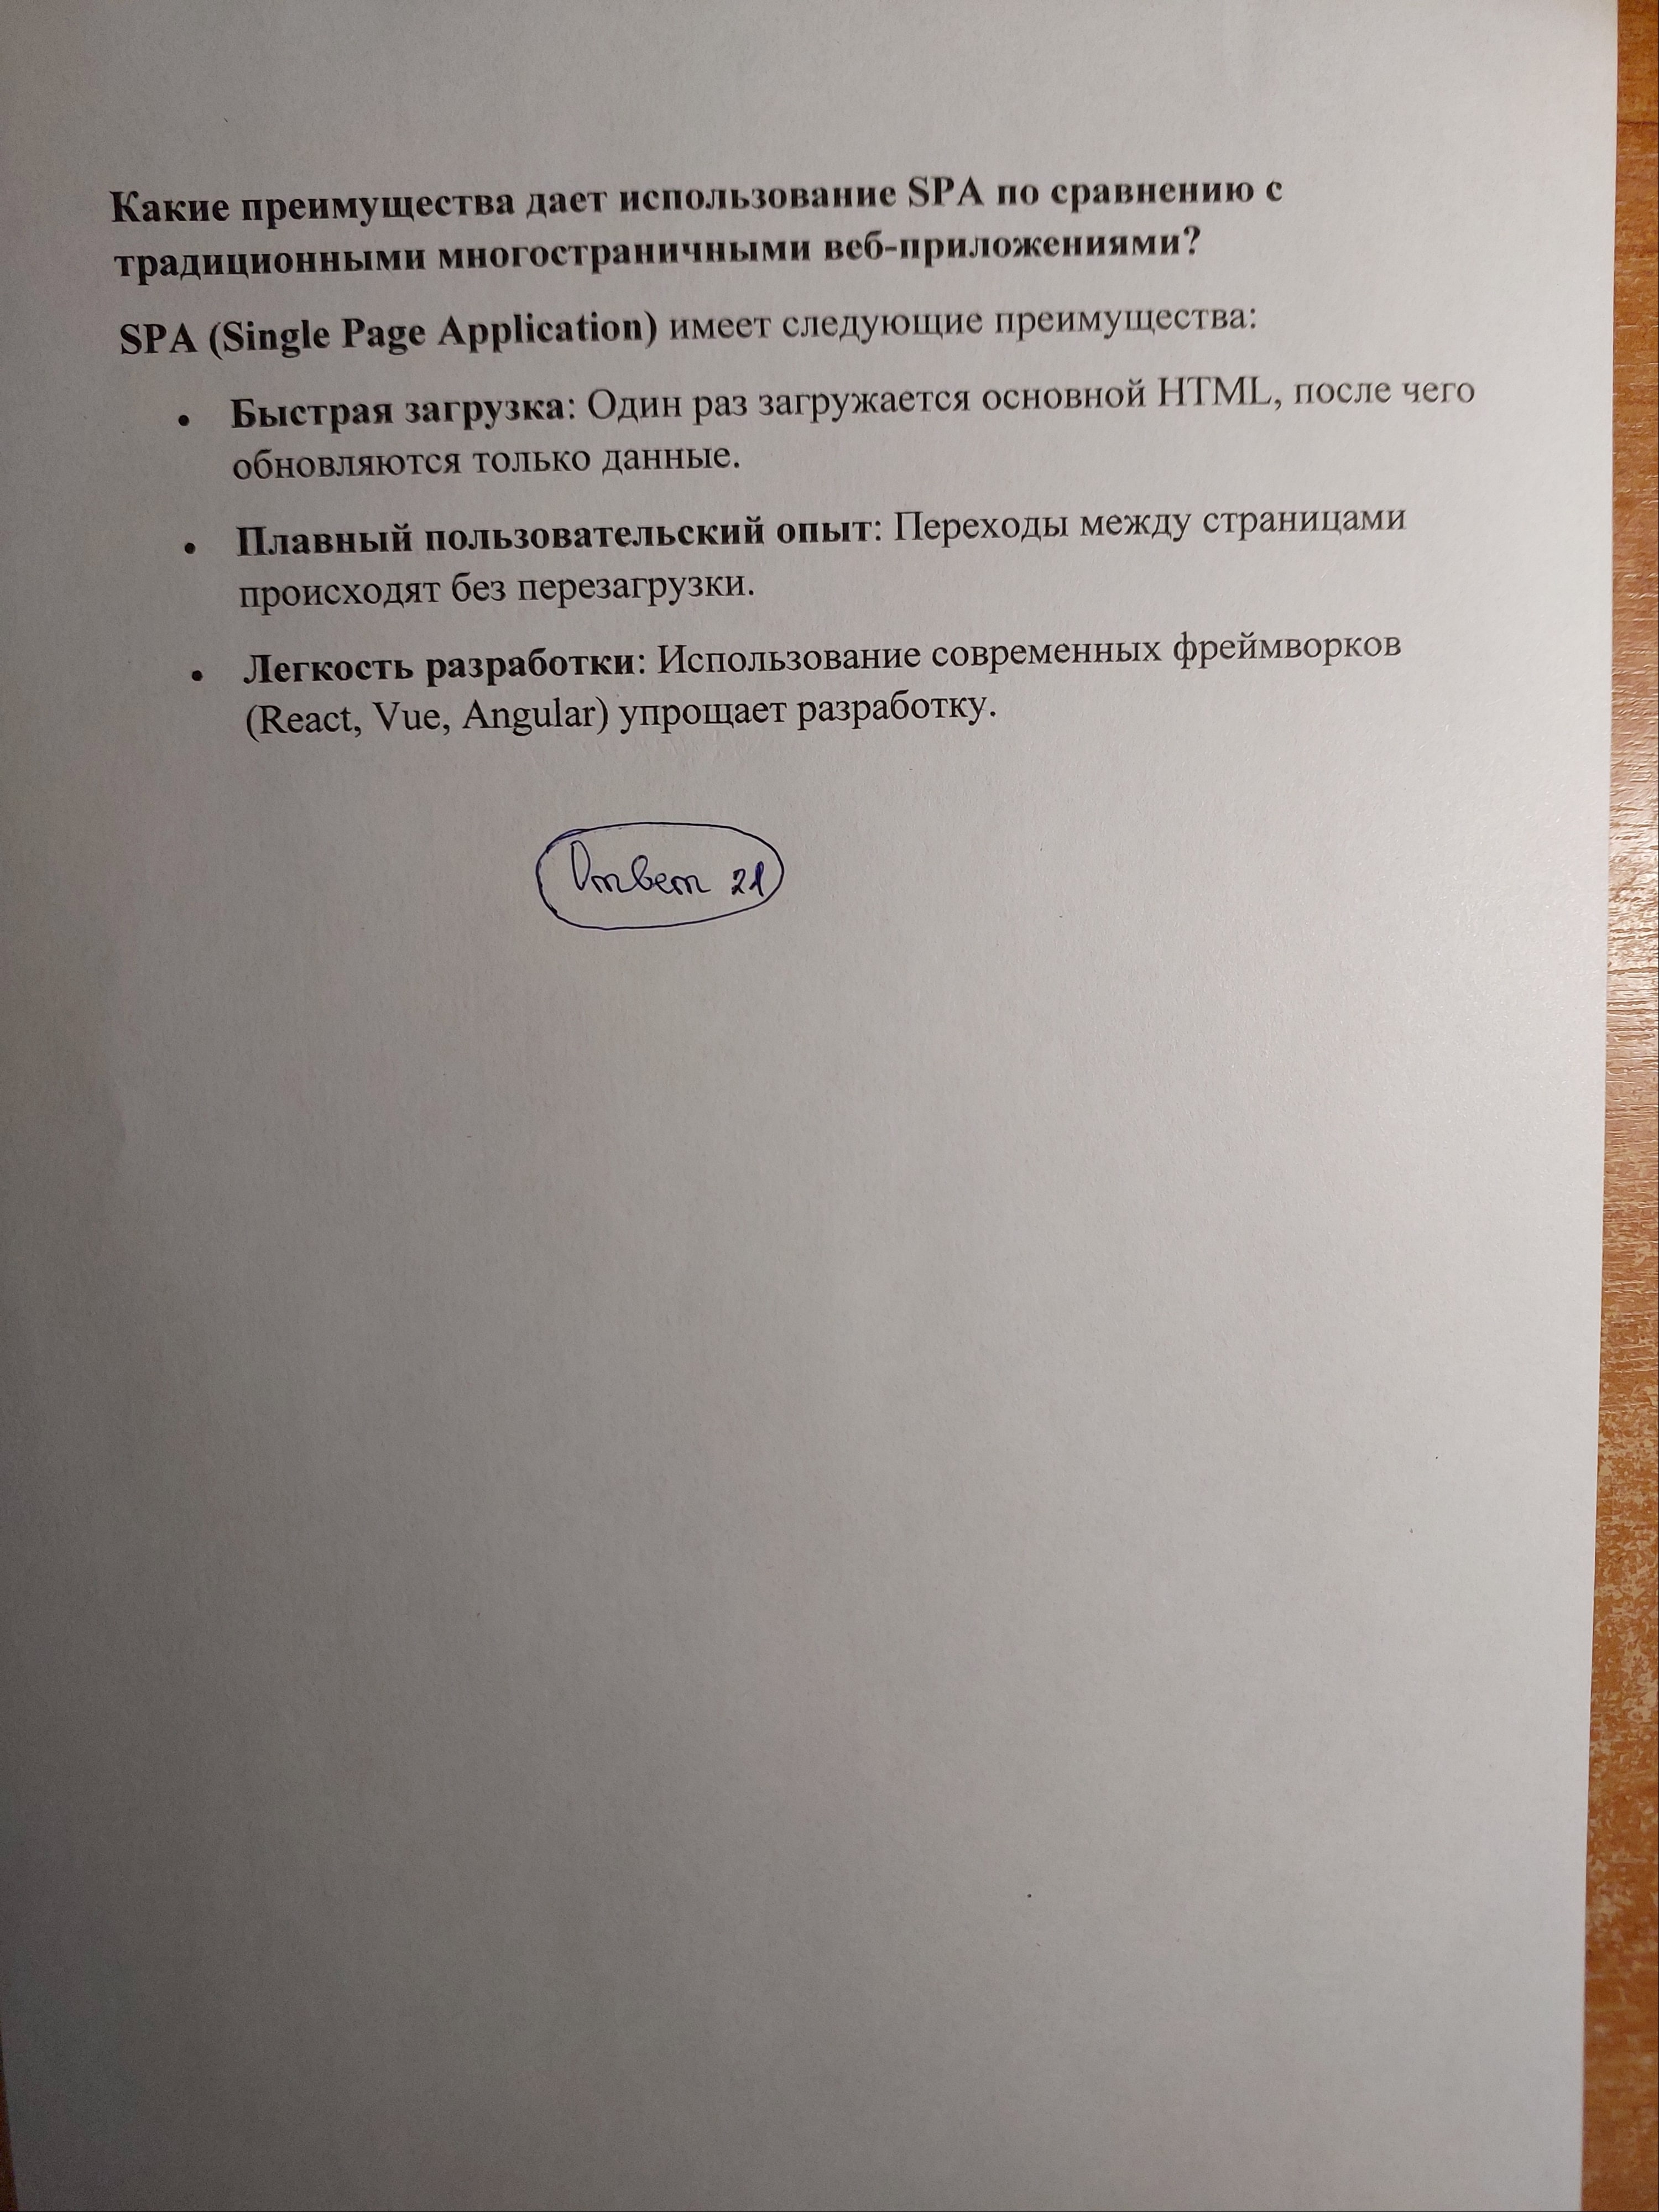 Какие преимущества дает использование SPA по сравнению с
традиционными многостраничными веб-приложениями?
SPA (Single Page Application) имеет следующие преимущества:
• Быстрая загрузка: Один раз загружается основной HTML, после чего
обновляются только данные.
• Плавный пользовательский опыт: Переходы между страницами
происходят без перезагрузки.
• Легкость разработки: Использование современных фреймворков
(React, Vue, Angular) упрощает разработку.
Ответ 21